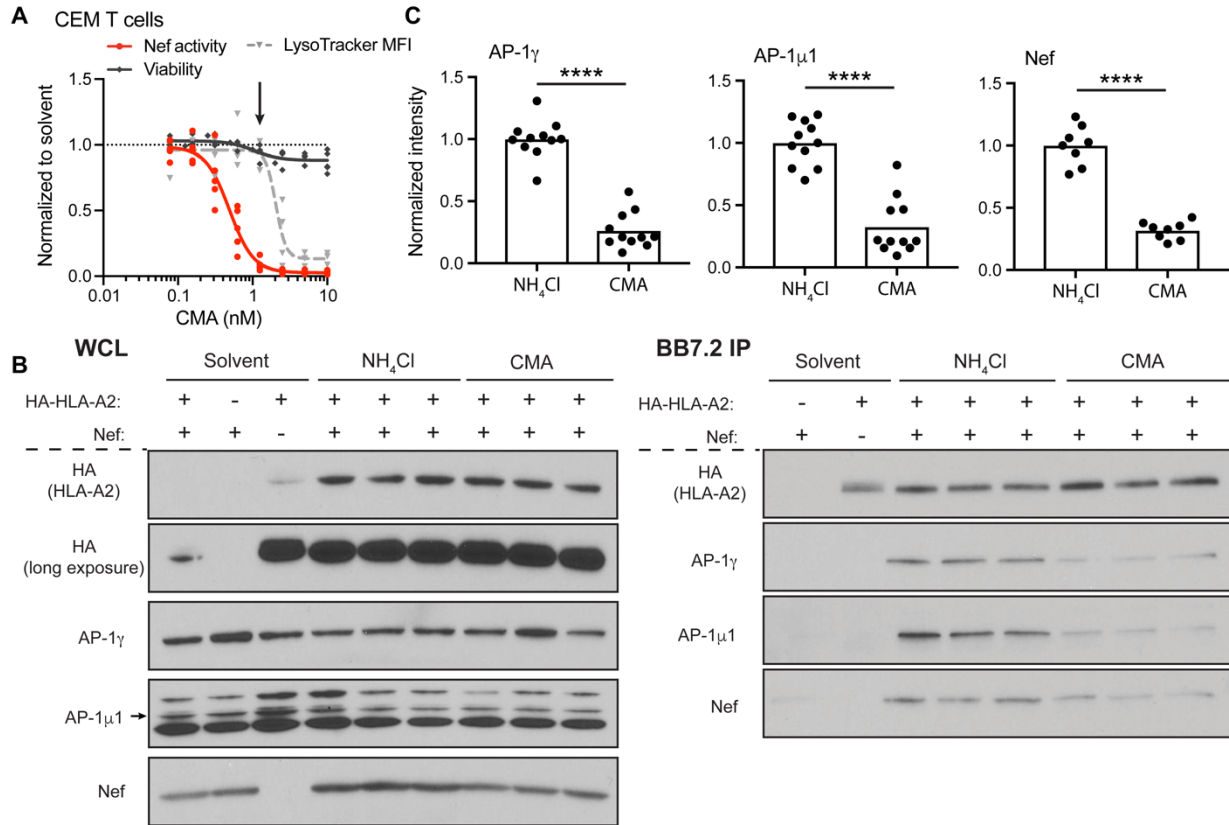 A
CEM T cells
Nef activity
LysoTracker MFI
Viability
Normalized to solvent
1.5
1.0
0.5
0.0
0.01
0.1
1
10
CMA (nM)
C
AP-1γ
****
Normalized intensity
1.5
1.0
0.5
0.0
NH4Cl
CMA
AP-1μ1
****
1.5
1.0
0.5
0.0
NH4Cl
CMA
Nef
****
1.5
1.0
0.5
0.0
NH4Cl
CMA
B
WCL
Solvent NH4Cl CMA
HA-HLA-A2: + - + + + + + + +
Nef: + + - + + + + + +
HA
(HLA-A2)
HA
(long exposure)
AP-1γ
AP-1μ1
Nef
BB7.2 IP
Solvent NH4Cl CMA
HA-HLA-A2: - + + + + + + +
Nef: + - + + + + + +
HA
(HLA-A2)
AP-1γ
AP-1μ1
Nef